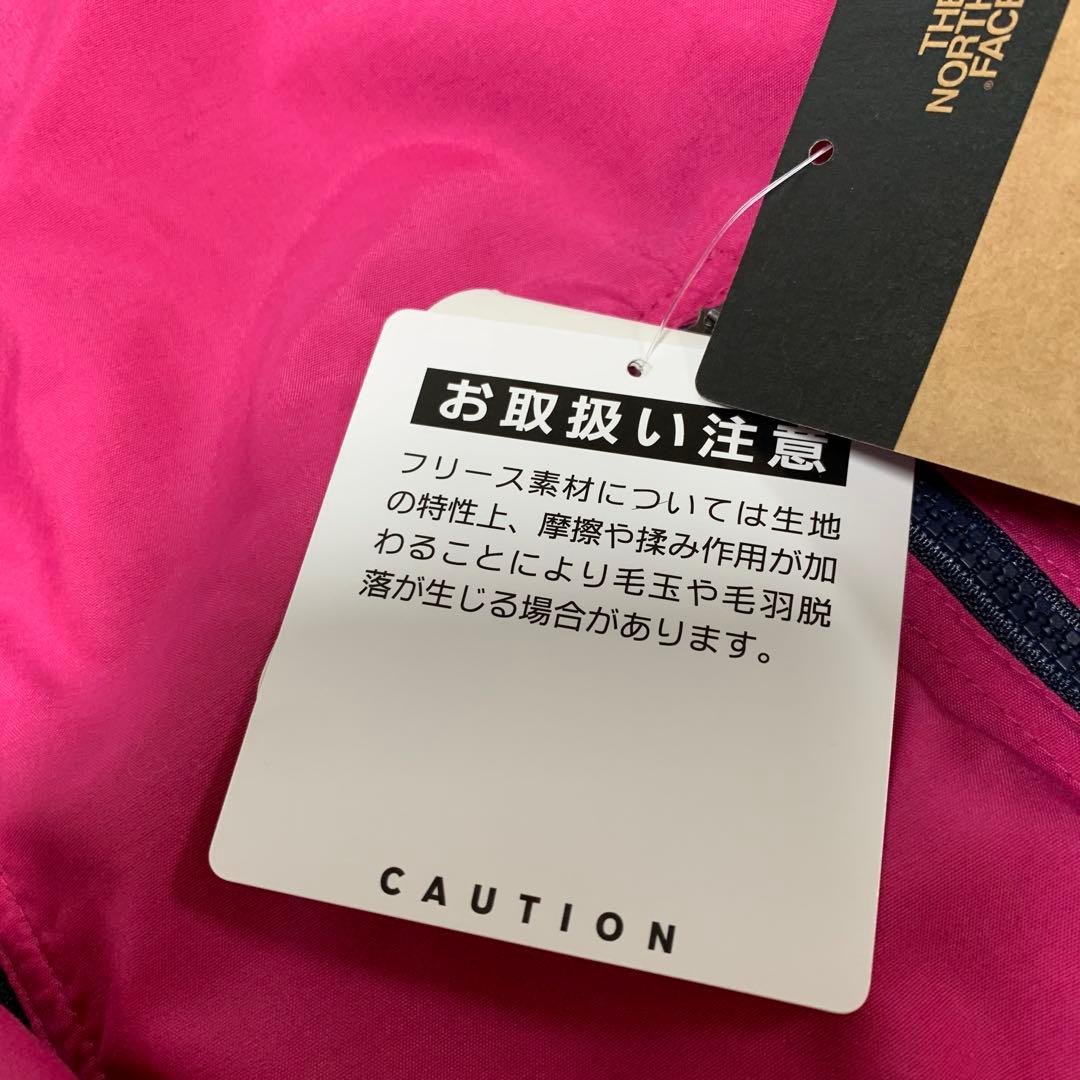 THE
NORTH
FACE
お取扱い注意
フリース素材については生地
の特性上、摩擦や揉み作用が加
わることにより毛玉や毛羽脱
落が生じる場合があります。
CAUTION